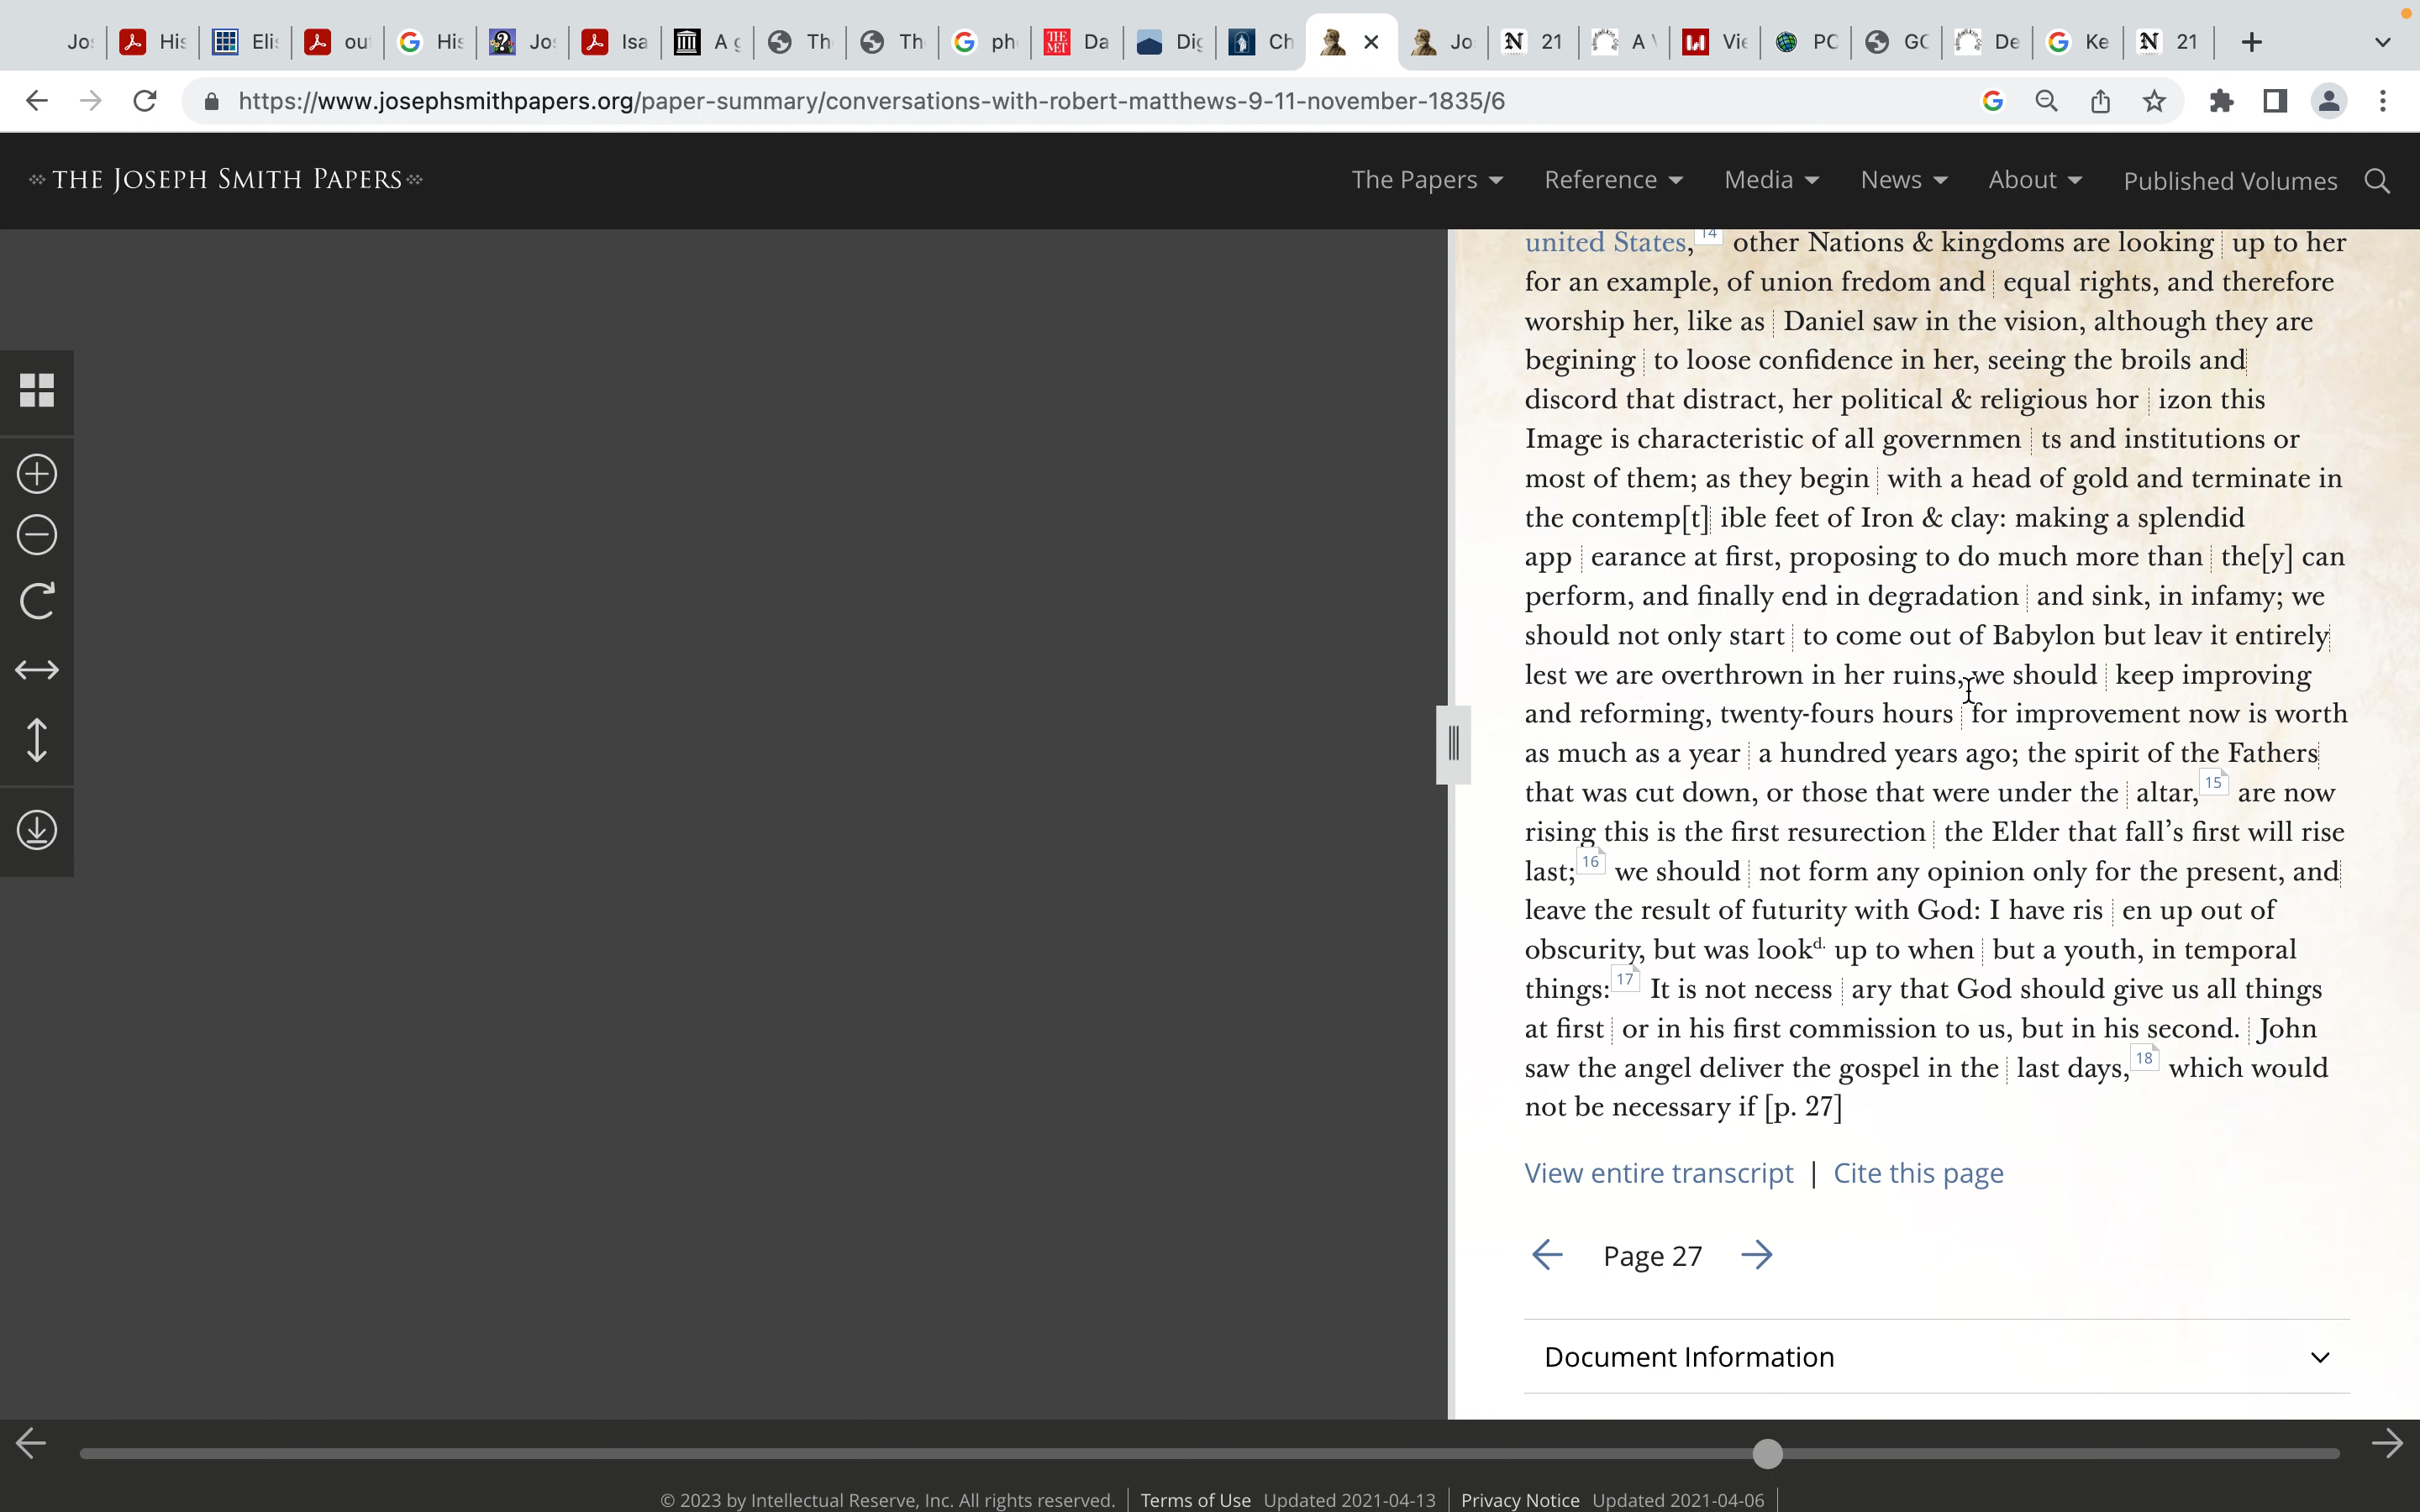 Jo:
His
Eli:
ou
His
Jo:
Isa
A g
Th
Th
ph
THE MET
Da
Dig
Ch
Jo
N
21
A
Vie
PC
GC
De
Ke
N
21
https://www.josephsmithpapers.org/paper-summary/conversations-with-robert-matthews-9-11-november-1835/6
THE JOSEPH SMITH PAPERS
The Papers
Reference
Media
News
About
Published Volumes
united States,14 other Nations & kingdoms are looking up to her
for an example, of union fredom and equal rights, and therefore
worship her, like as Daniel saw in the vision, although they are
begining to loose confidence in her, seeing the broils and
discord that distract, her political & religious hor izon this
Image is characteristic of all governmen ts and institutions or
most of them; as they begin with a head of gold and terminate in
the contemp[t] ible feet of Iron & clay: making a splendid
app earance at first, proposing to do much more than the[y] can
perform, and finally end in degradation and sink, in infamy; we
should not only start to come out of Babylon but leav it entirely
lest we are overthrown in her ruins, we should keep improving
and reforming, twenty-fours hours for improvement now is worth
as much as a year a hundred years ago; the spirit of the Fathers
that was cut down, or those that were under the altar,15 are now
rising this is the first resurection the Elder that fall's first will rise
last;16 we should not form any opinion only for the present, and
leave the result of futurity with God: I have ris en up out of
obscurity, but was lookd. up to when but a youth, in temporal
things:17 It is not necess ary that God should give us all things
at first or in his first commission to us, but in his second. John
saw the angel deliver the gospel in the last days,18 which would
not be necessary if [p. 27]
View entire transcript | Cite this page
Page 27
Document Information
© 2023 by Intellectual Reserve, Inc. All rights reserved. | Terms of Use Updated 2021-04-13 | Privacy Notice Updated 2021-04-06 |